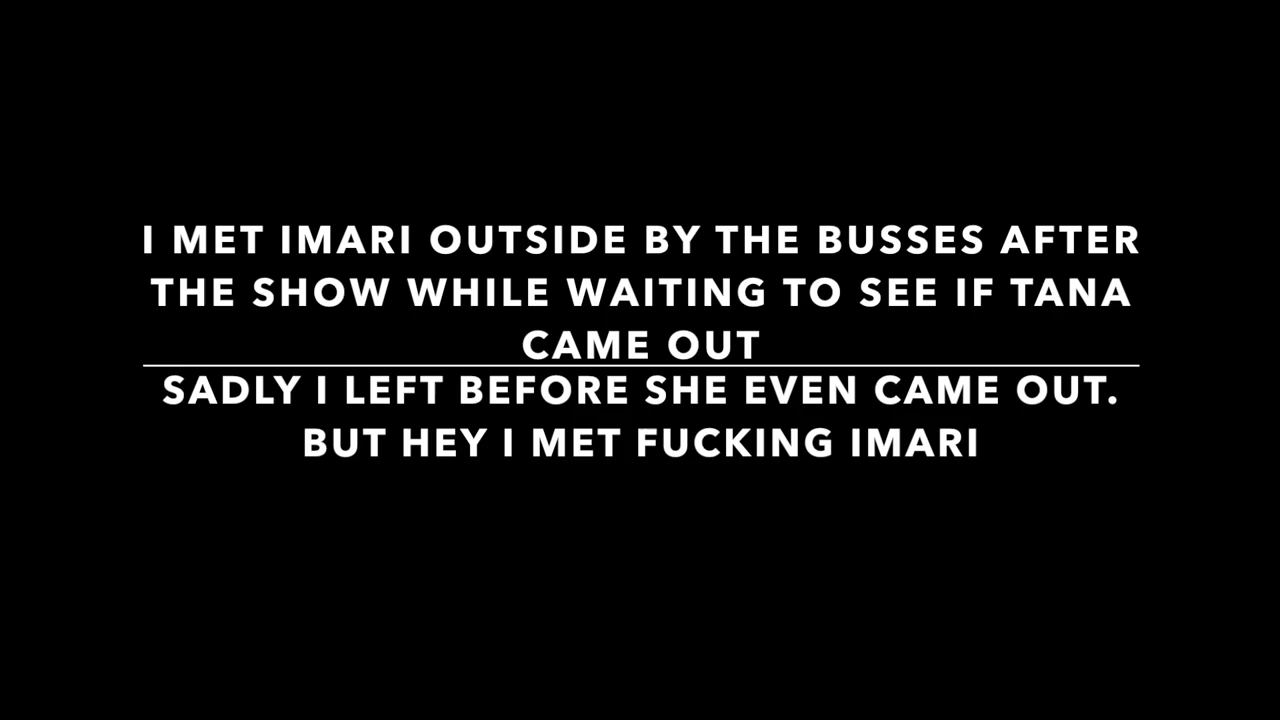 I MET IMARI OUTSIDE BY THE BUSSES AFTER
THE SHOW WHILE WAITING TO SEE IF TANA
CAME OUT
SADLY I LEFT BEFORE SHE EVEN CAME OUT.
BUT HEY I MET FUCKING IMARI